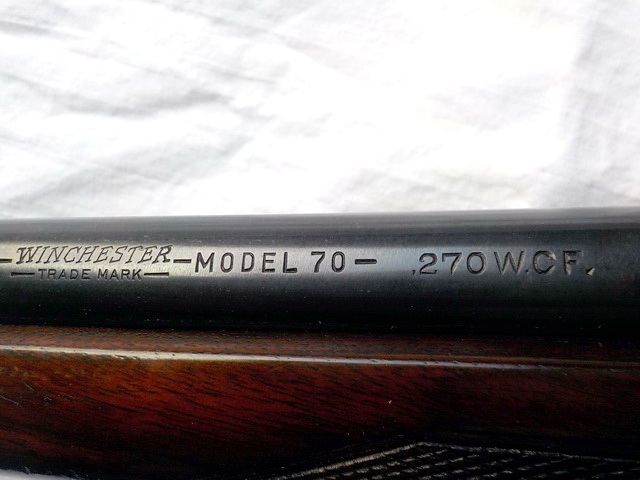 —WINCHESTER—MODEL 70— .270 W.C.F.
—TRADE MARK—